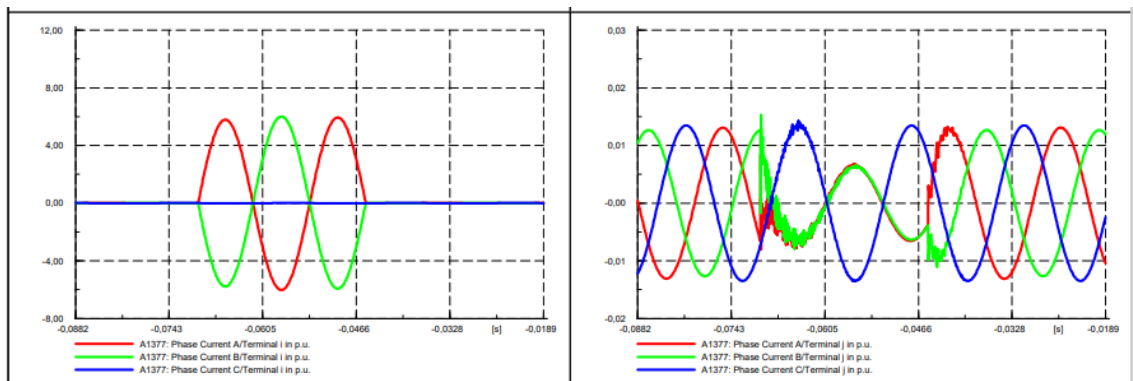 12,00
8,00
4,00
0,00
-4,00
-8,00
-0,0882 -0,0743 -0,0605 -0,0466 -0,0328 [s] -0,0189
A1377: Phase Current A/Terminal i in p.u.
A1377: Phase Current B/Terminal i in p.u.
A1377: Phase Current C/Terminal i in p.u.
0,03
0,01
0,01
-0,00
-0,01
-0,02
-0,0882 -0,0743 -0,0605 -0,0466 -0,0328 [s] -0,0189
A1377: Phase Current A/Terminal j in p.u.
A1377: Phase Current B/Terminal j in p.u.
A1377: Phase Current C/Terminal j in p.u.